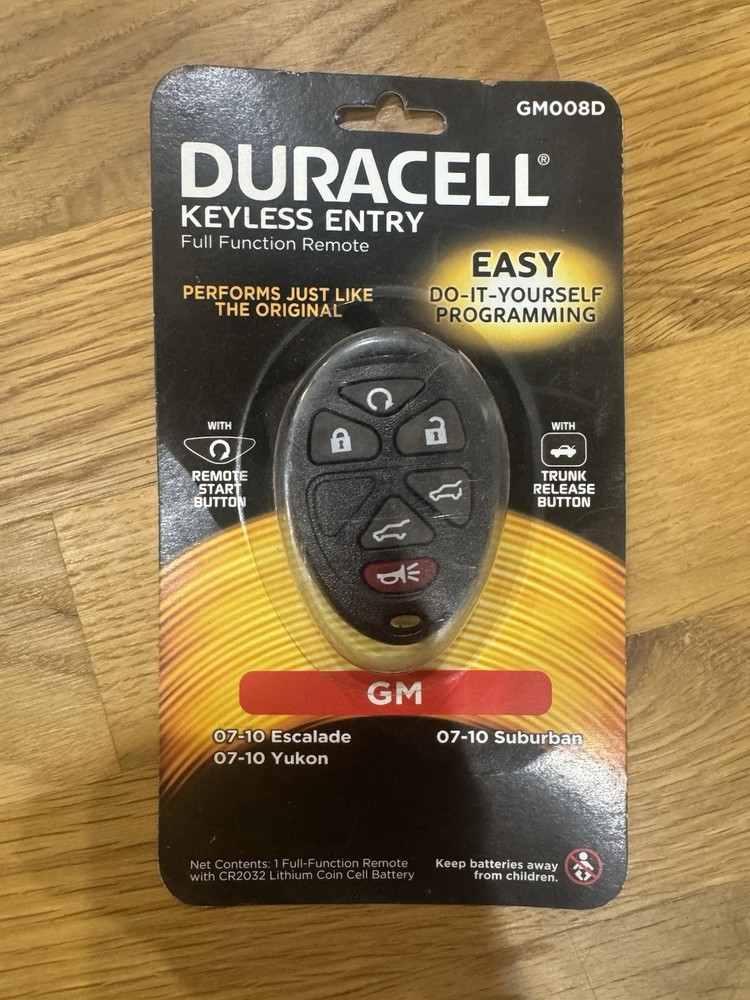 GM008D
DURACELL®
KEYLESS ENTRY
Full Function Remote
EASY
DO-IT-YOURSELF
PROGRAMMING
PERFORMS JUST LIKE
THE ORIGINAL
WITH
REMOTE
START
BUTTON
WITH
TRUNK
RELEASE
BUTTON
GM
07-10 Escalade
07-10 Suburban
07-10 Yukon
Net Contents: 1 Full-Function Remote
with CR2032 Lithium Coin Cell Battery
Keep batteries away
from children.